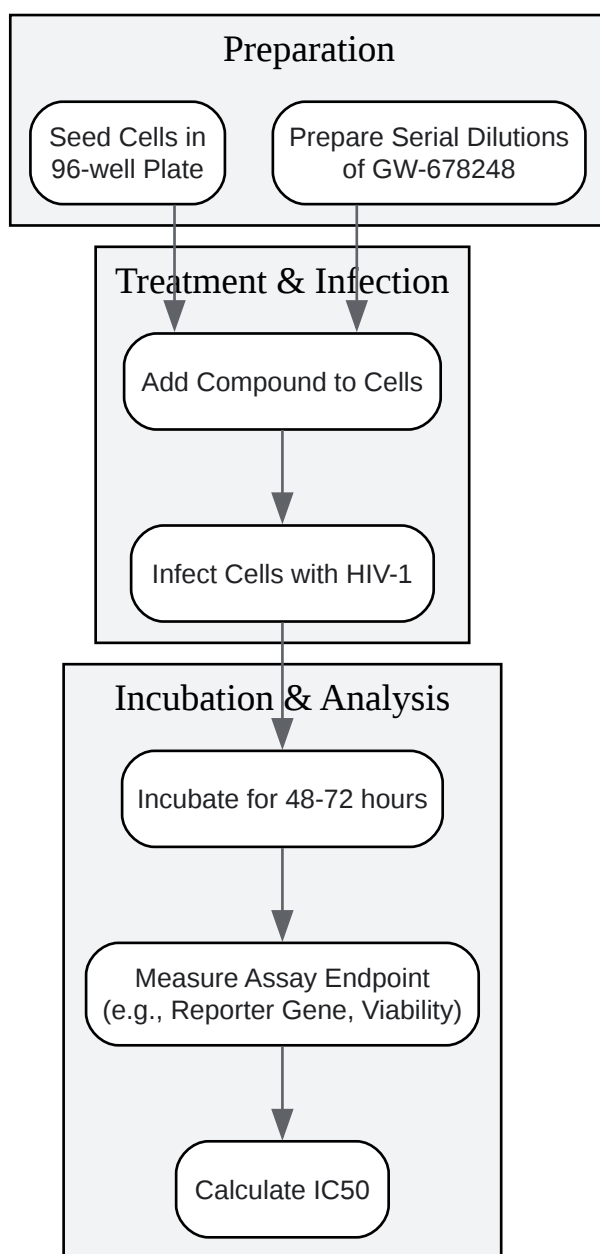 Preparation
Seed Cells in
96-well Plate
Prepare Serial Dilutions
of GW-678248
Treatment & Infection
Add Compound to Cells
Infect Cells with HIV-1
Incubation & Analysis
Incubate for 48-72 hours
Measure Assay Endpoint
(e.g., Reporter Gene, Viability)
Calculate IC50